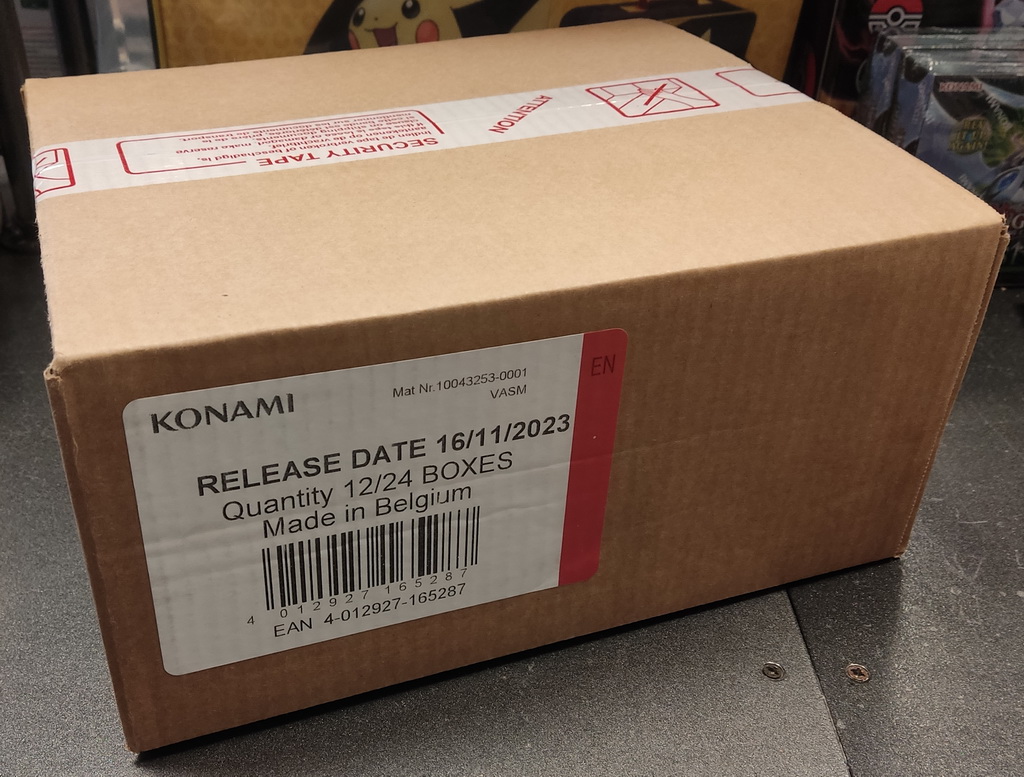 KONAMI
Mat Nr.10043253-0001
VASM
EN
RELEASE DATE 16/11/2023
Quantity 12/24 BOXES
Made in Belgium
4 012927 165287
EAN 4-012927-165287
SECURITY TAPE
ATTENTION
KONAMI